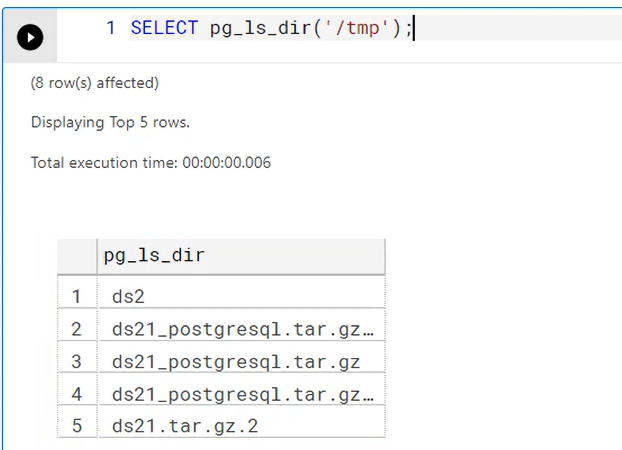 1 SELECT pg_ls_dir('/tmp');
(8 row(s) affected)
Displaying Top 5 rows.
Total execution time: 00:00:00.006
pg_ls_dir
1 ds2
2 ds21_postgresql.tar.gz…
3 ds21_postgresql.tar.gz
4 ds21_postgresql.tar.gz…
5 ds21.tar.gz.2